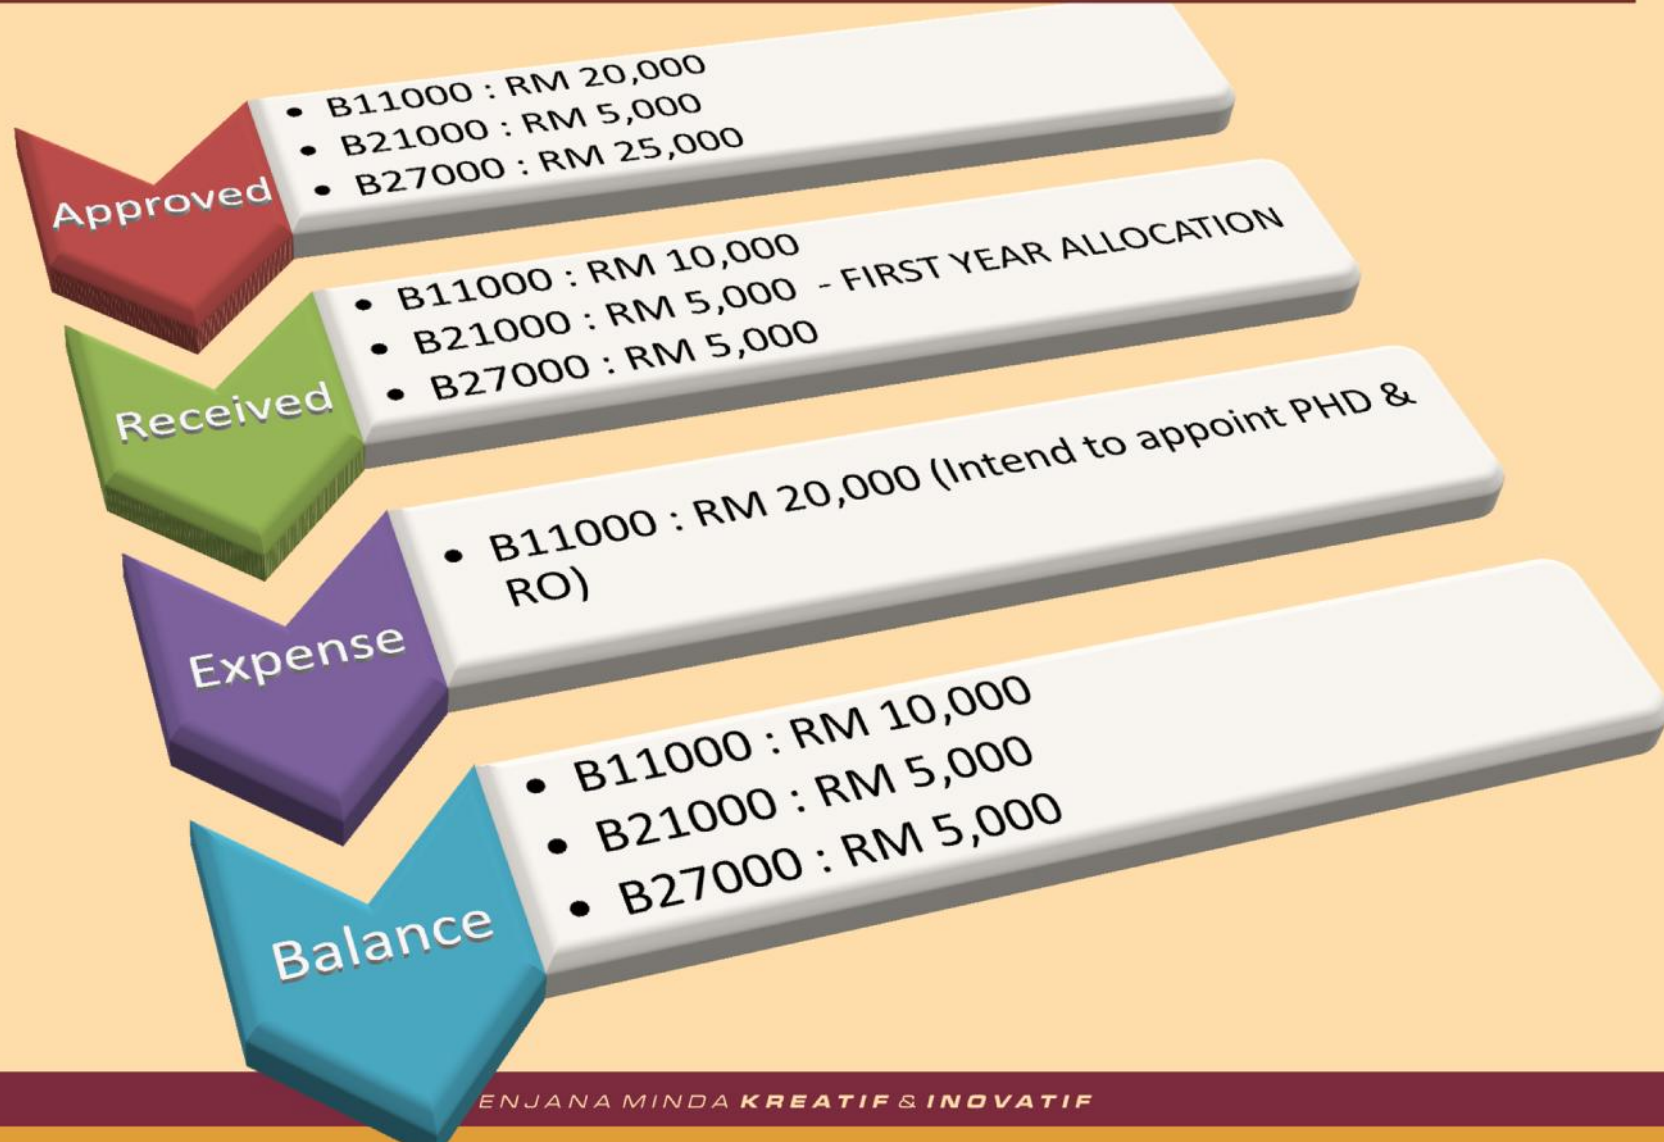 Approved
• B11000 : RM 20,000
• B21000 : RM 5,000
• B27000 : RM 25,000
Received
• B11000 : RM 10,000
• B21000 : RM 5,000 - FIRST YEAR ALLOCATION
• B27000 : RM 5,000
Expense
• B11000 : RM 20,000 (Intend to appoint PHD &
RO)
Balance
• B11000 : RM 10,000
• B21000 : RM 5,000
• B27000 : RM 5,000
ENJANA MINDA KREATIF & INOVATIF